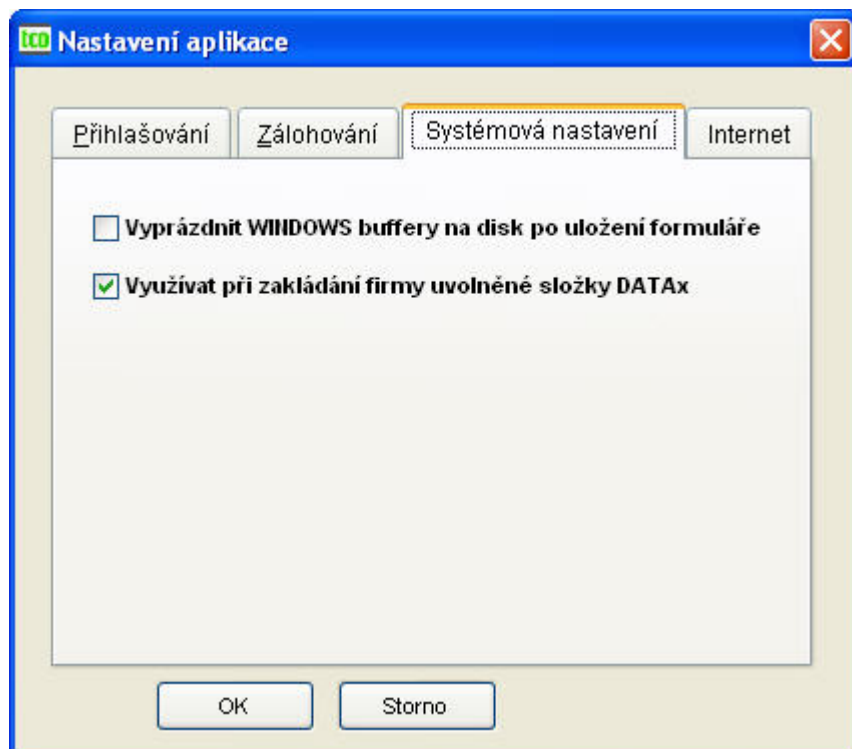 tco Nastavení aplikace
Přihlašování Zálohování Systémová nastavení Internet
Vyprázdnit WINDOWS buffery na disk po uložení formuláře
Využívat při zakládání firmy uvolněné složky DATAx
OK Storno